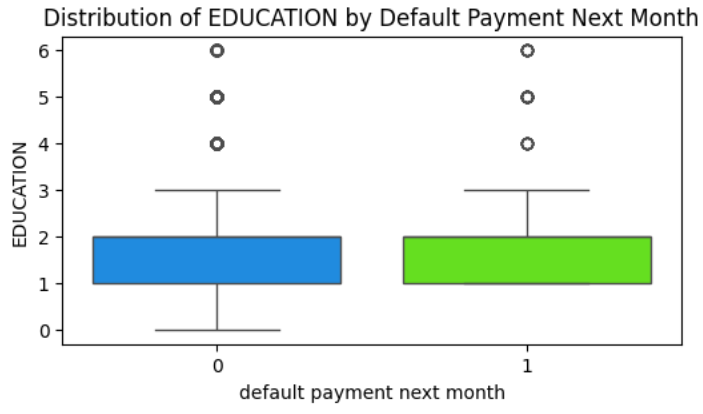 Distribution of EDUCATION by Default Payment Next Month
6
5
4
3
2
1
0
EDUCATION
0 1
default payment next month